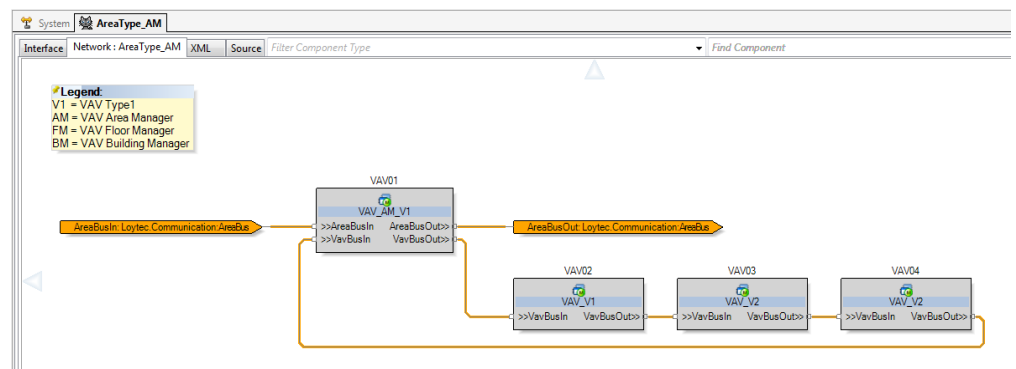 System AreaType_AM
Interface Network : AreaType_AM XML Source Filter Component Type Find Component
Legend:
V1 = VAV Type1
AM = VAV Area Manager
FM = VAV Floor Manager
BM = VAV Building Manager
VAV01
VAV_AM_V1
AreaBusIn: Loytec.Communication:AreaBus >>AreaBusIn AreaBusOut>> AreaBusOut: Loytec.Communication:AreaBus
>>VavBusIn VavBusOut>>
VAV02 VAV03 VAV04
VAV_V1 VAV_V2 VAV_V2
>>VavBusIn VavBusOut>> >>VavBusIn VavBusOut>> >>VavBusIn VavBusOut>>